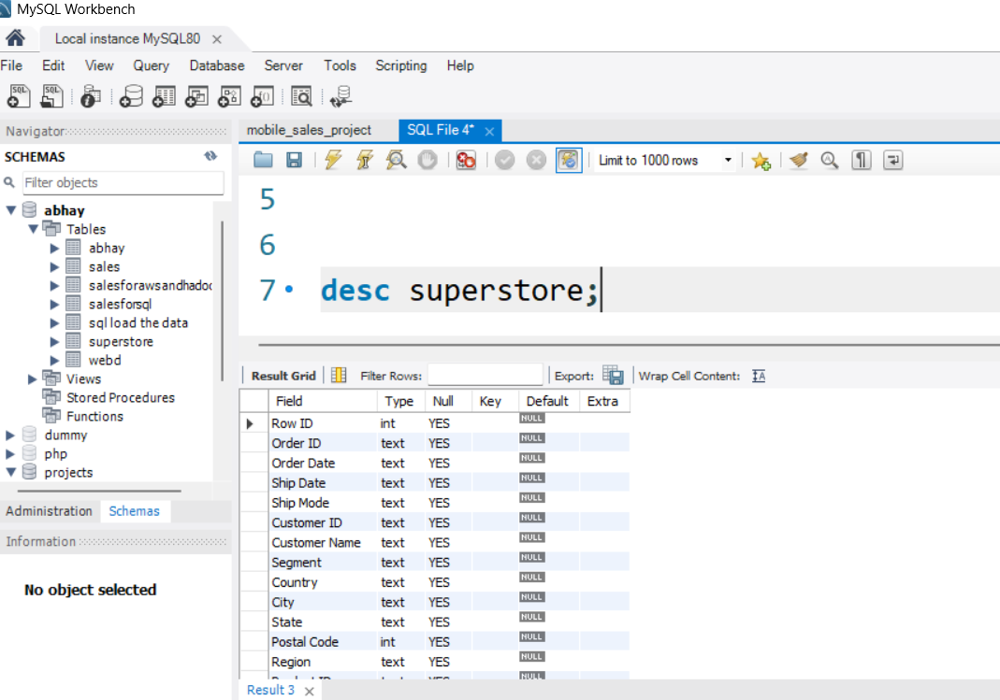 MySQL Workbench
Local instance MySQL80
File Edit View Query Database Server Tools Scripting Help
Navigator
SCHEMAS
Filter objects
abhay
Tables
abhay
sales
salesforawsandhadoo
salesforsql
sql load the data
superstore
webd
Views
Stored Procedures
Functions
dummy
php
projects
Administration Schemas
Information
No object selected
mobile_sales_project SQL File 4*
Limit to 1000 rows
5
6
7 desc superstore;
Result Grid Filter Rows: Export: Wrap Cell Content:
Field Type Null Key Default Extra
Row ID int YES NULL
Order ID text YES NULL
Order Date text YES NULL
Ship Date text YES NULL
Ship Mode text YES NULL
Customer ID text YES NULL
Customer Name text YES NULL
Segment text YES NULL
Country text YES NULL
City text YES NULL
State text YES NULL
Postal Code int YES NULL
Region text YES NULL
Result 3